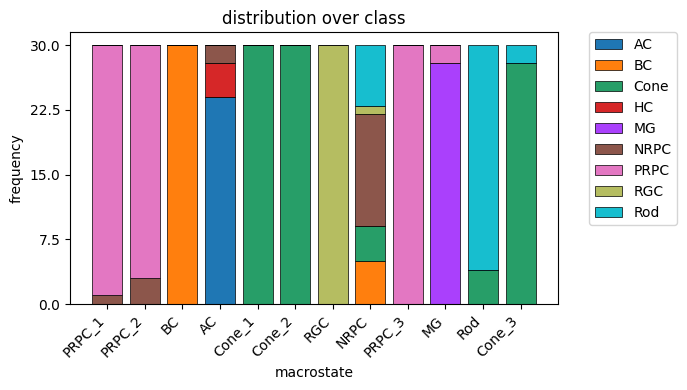 distribution over class
frequency
30.0
22.5
15.0
7.5
0.0
PRPC_1
PRPC_2
BC
AC
Cone_1
Cone_2
RGC
NRPC
PRPC_3
MG
Rod
Cone_3
macrostate
AC
BC
Cone
HC
MG
NRPC
PRPC
RGC
Rod